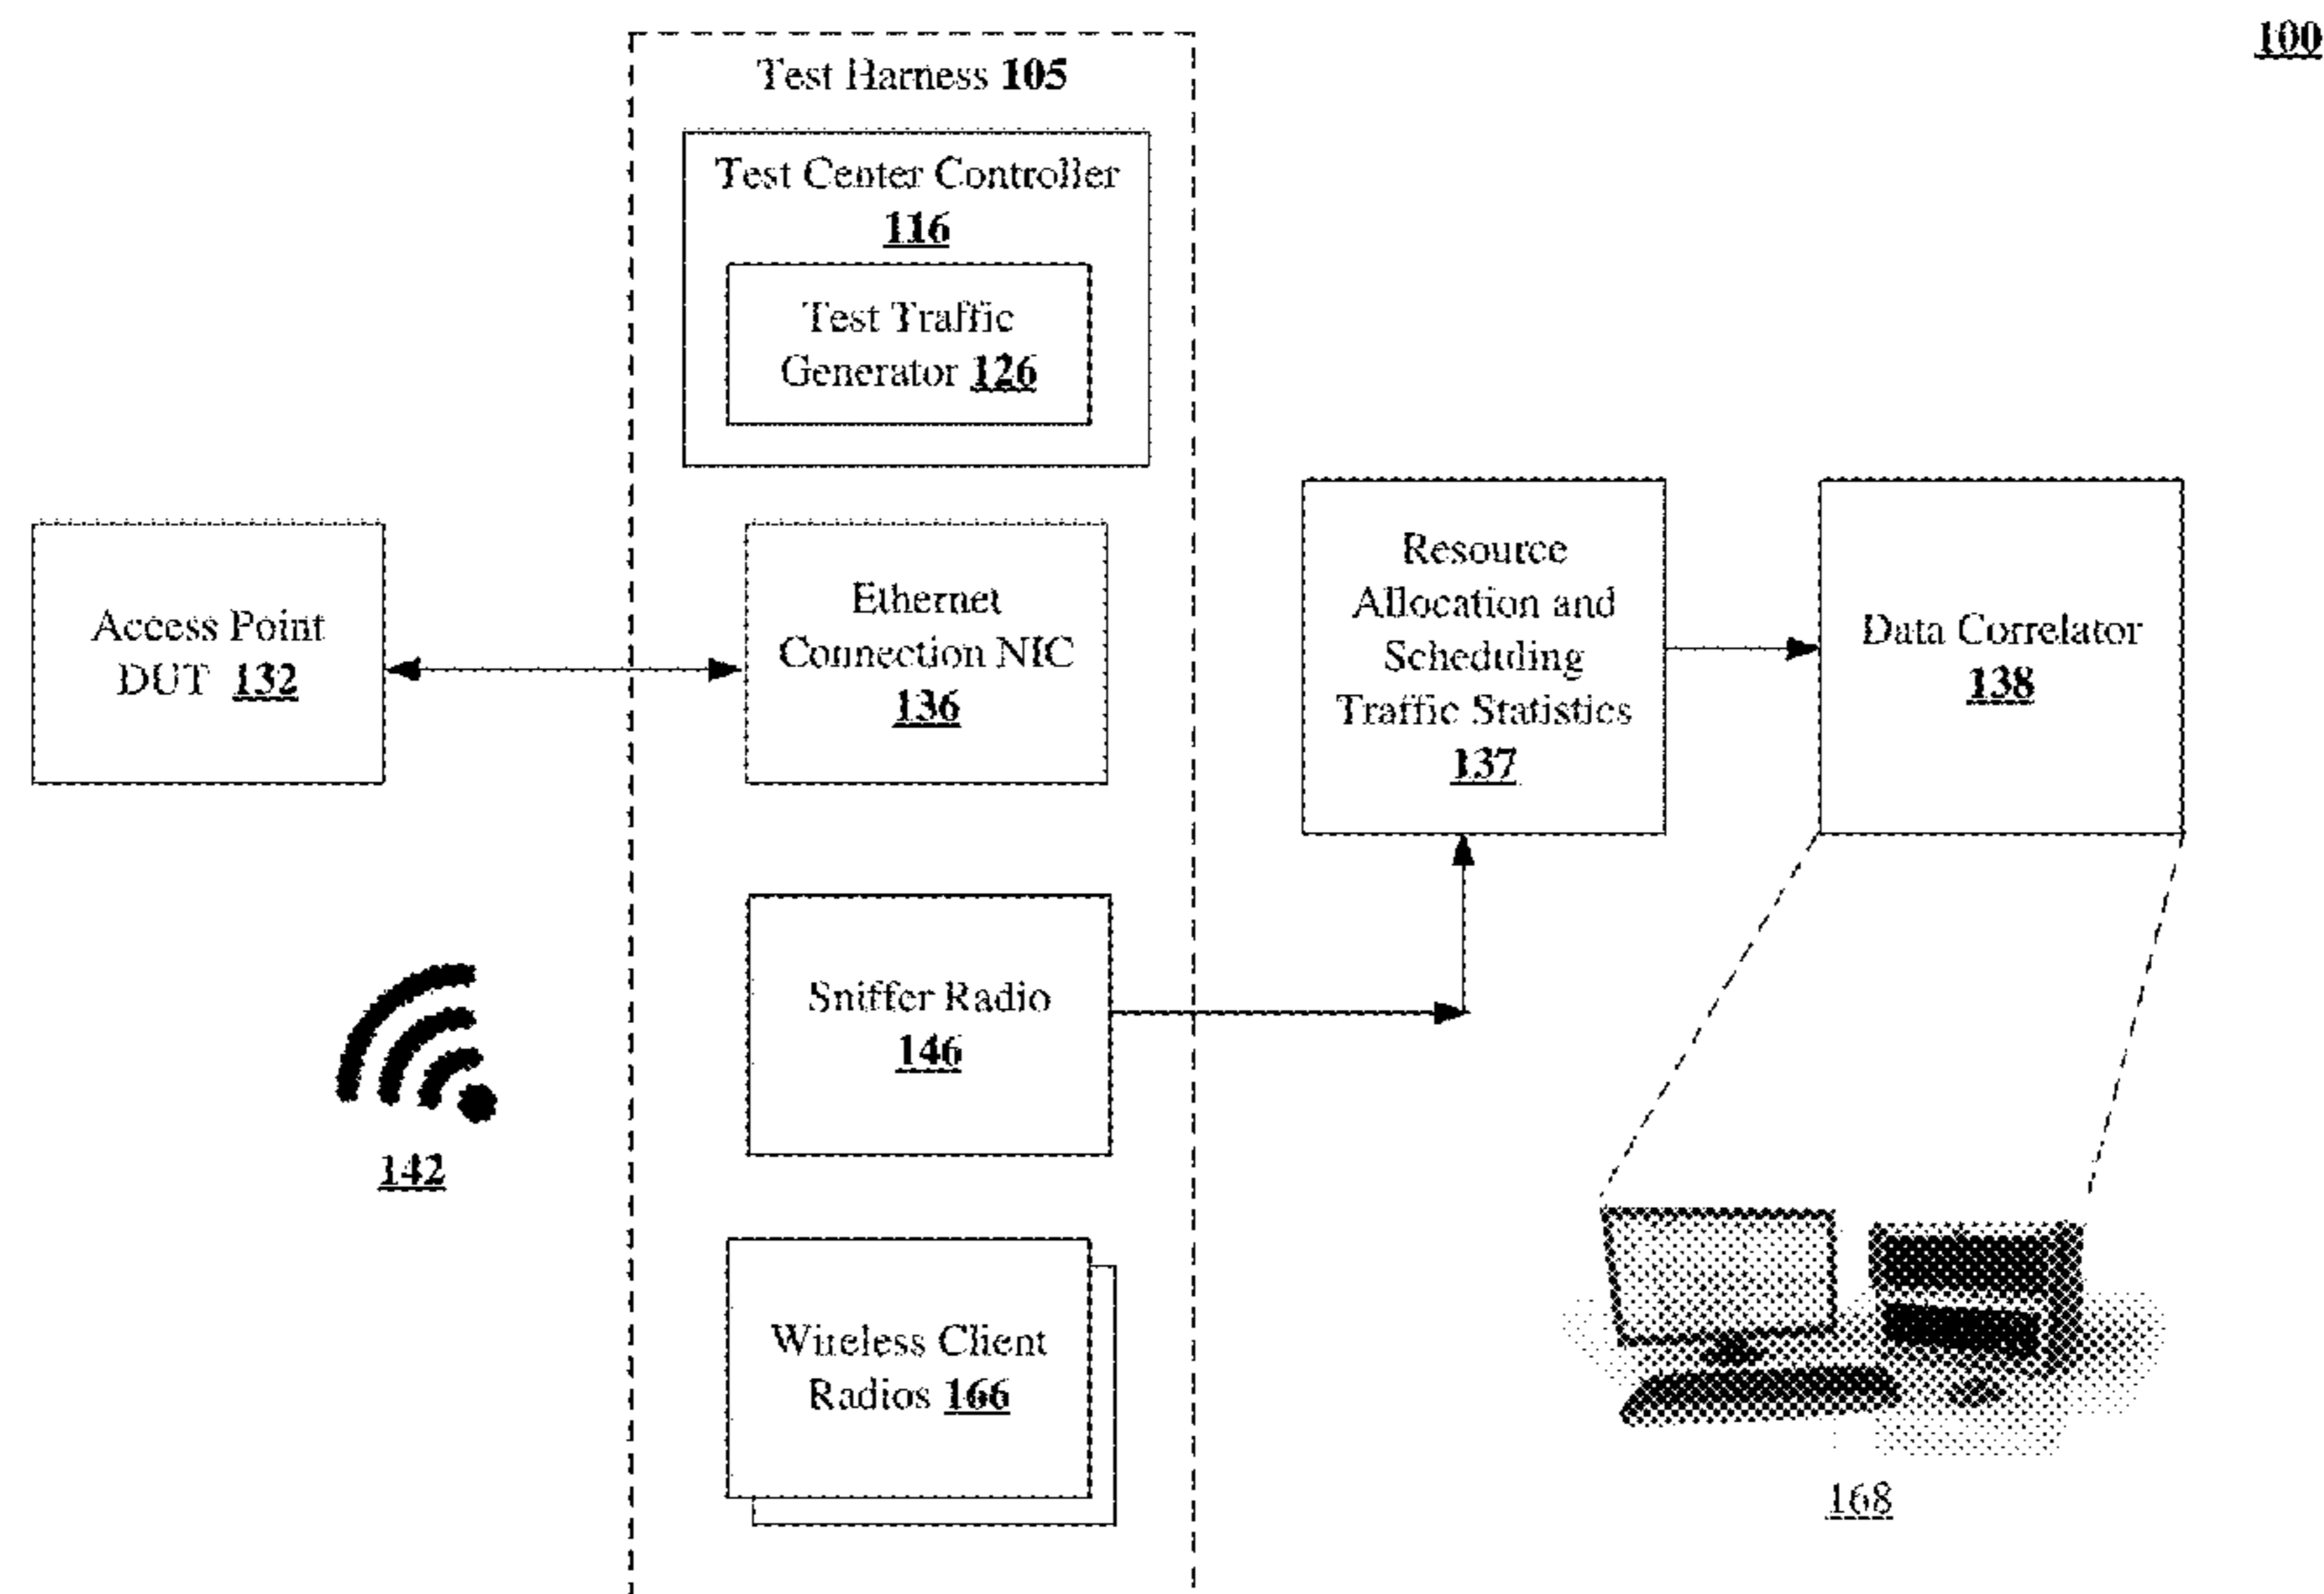 100
Test Harness 105
Test Center Controller
116
Test Traffic
Generator 126
Access Point
DUT 132
Ethernet
Connection NIC
136
Resource
Allocation and
Scheduling
Traffic Statistics
137
Data Correlator
138
Sniffer Radio
146
142
Wireless Client
Radios 166
168